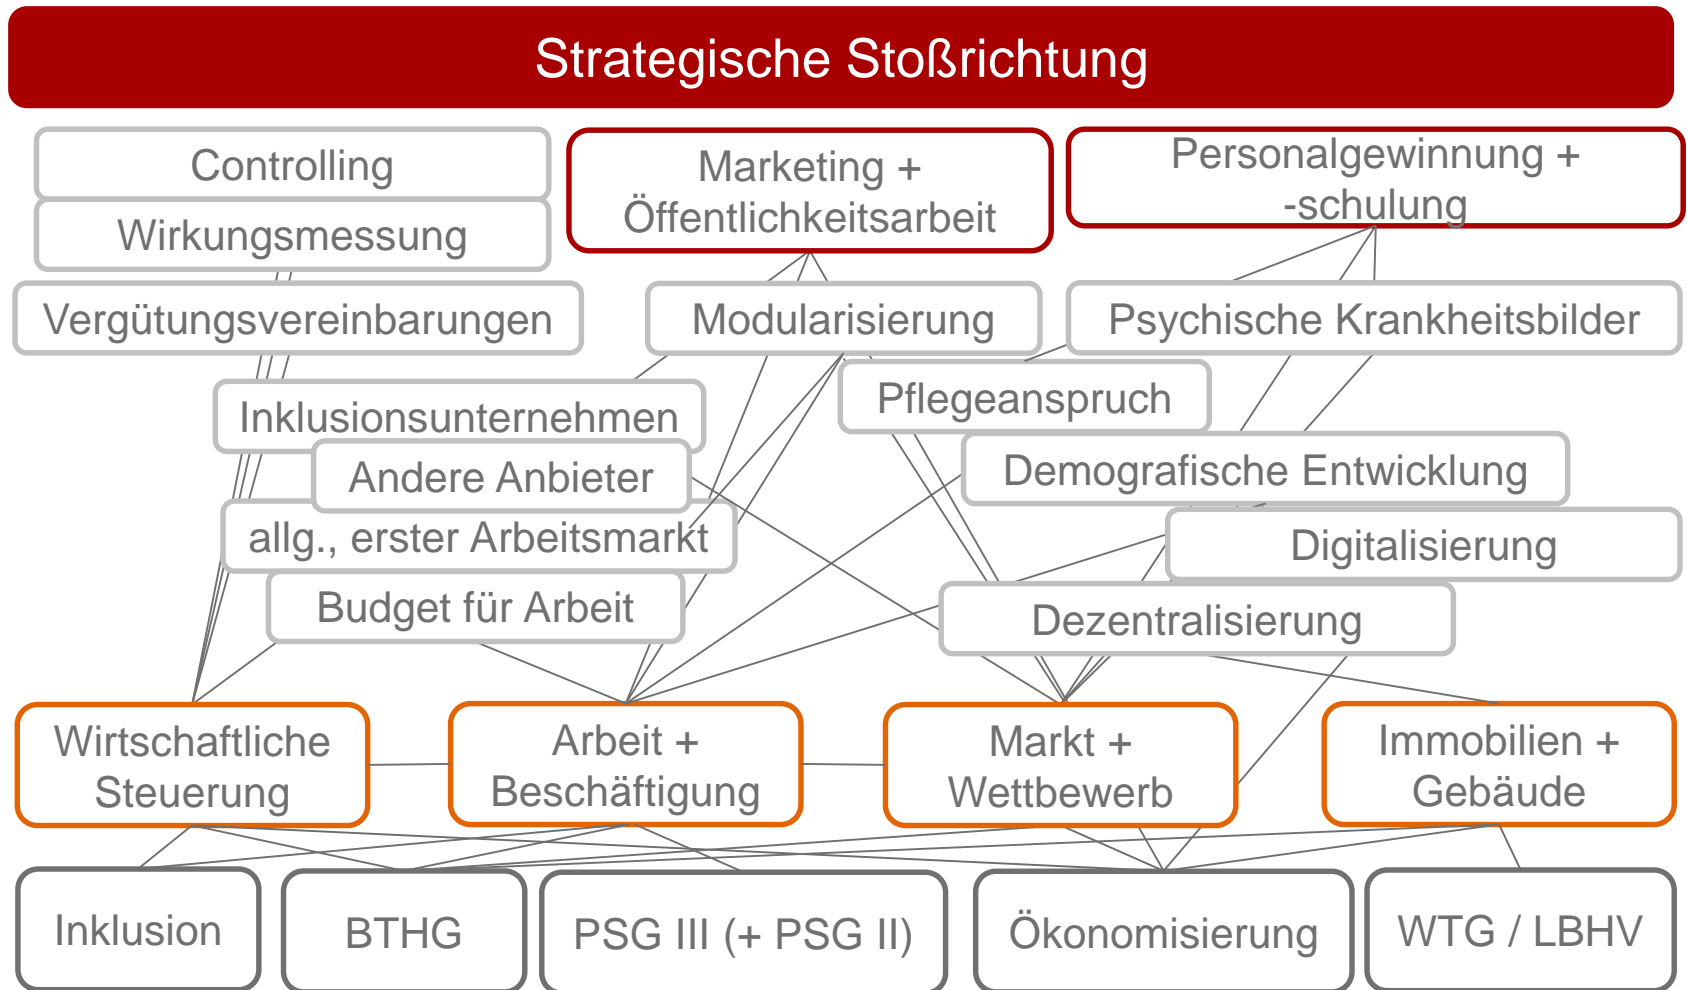 Strategische Stoßrichtung
Controlling
Wirkungsmessung
Vergütungsvereinbarungen
Marketing +
Öffentlichkeitsarbeit
Personalgewinnung +
-schulung
Modularisierung
Psychische Krankheitsbilder
Pflegeanspruch
Inklusionsunternehmen
Andere Anbieter
allg., erster Arbeitsmarkt
Budget für Arbeit
Demografische Entwicklung
Digitalisierung
Dezentralisierung
Wirtschaftliche
Steuerung
Arbeit +
Beschäftigung
Markt +
Wettbewerb
Immobilien +
Gebäude
Inklusion
BTHG
PSG III (+ PSG II)
Ökonomisierung
WTG / LBHV